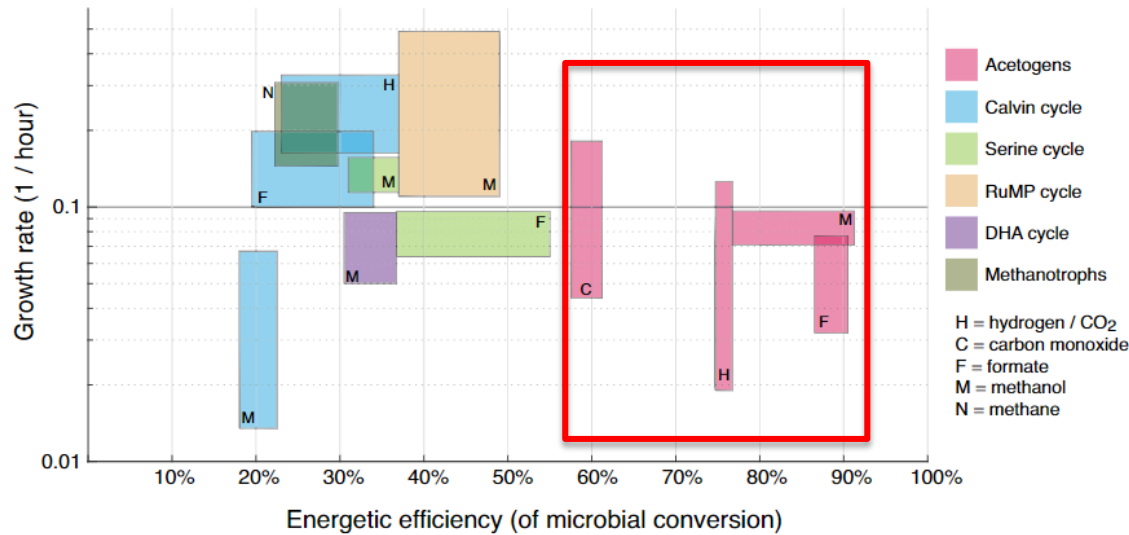 Growth rate (1 / hour)
0.1
0.01
N
H
F
M
M
M
F
M
C
H
M
F
10%
20%
30%
40%
50%
60%
70%
80%
90%
100%
Energetic efficiency (of microbial conversion)
Acetogens
Calvin cycle
Serine cycle
RuMP cycle
DHA cycle
Methanotrophs
H = hydrogen / CO₂
C = carbon monoxide
F = formate
M = methanol
N = methane